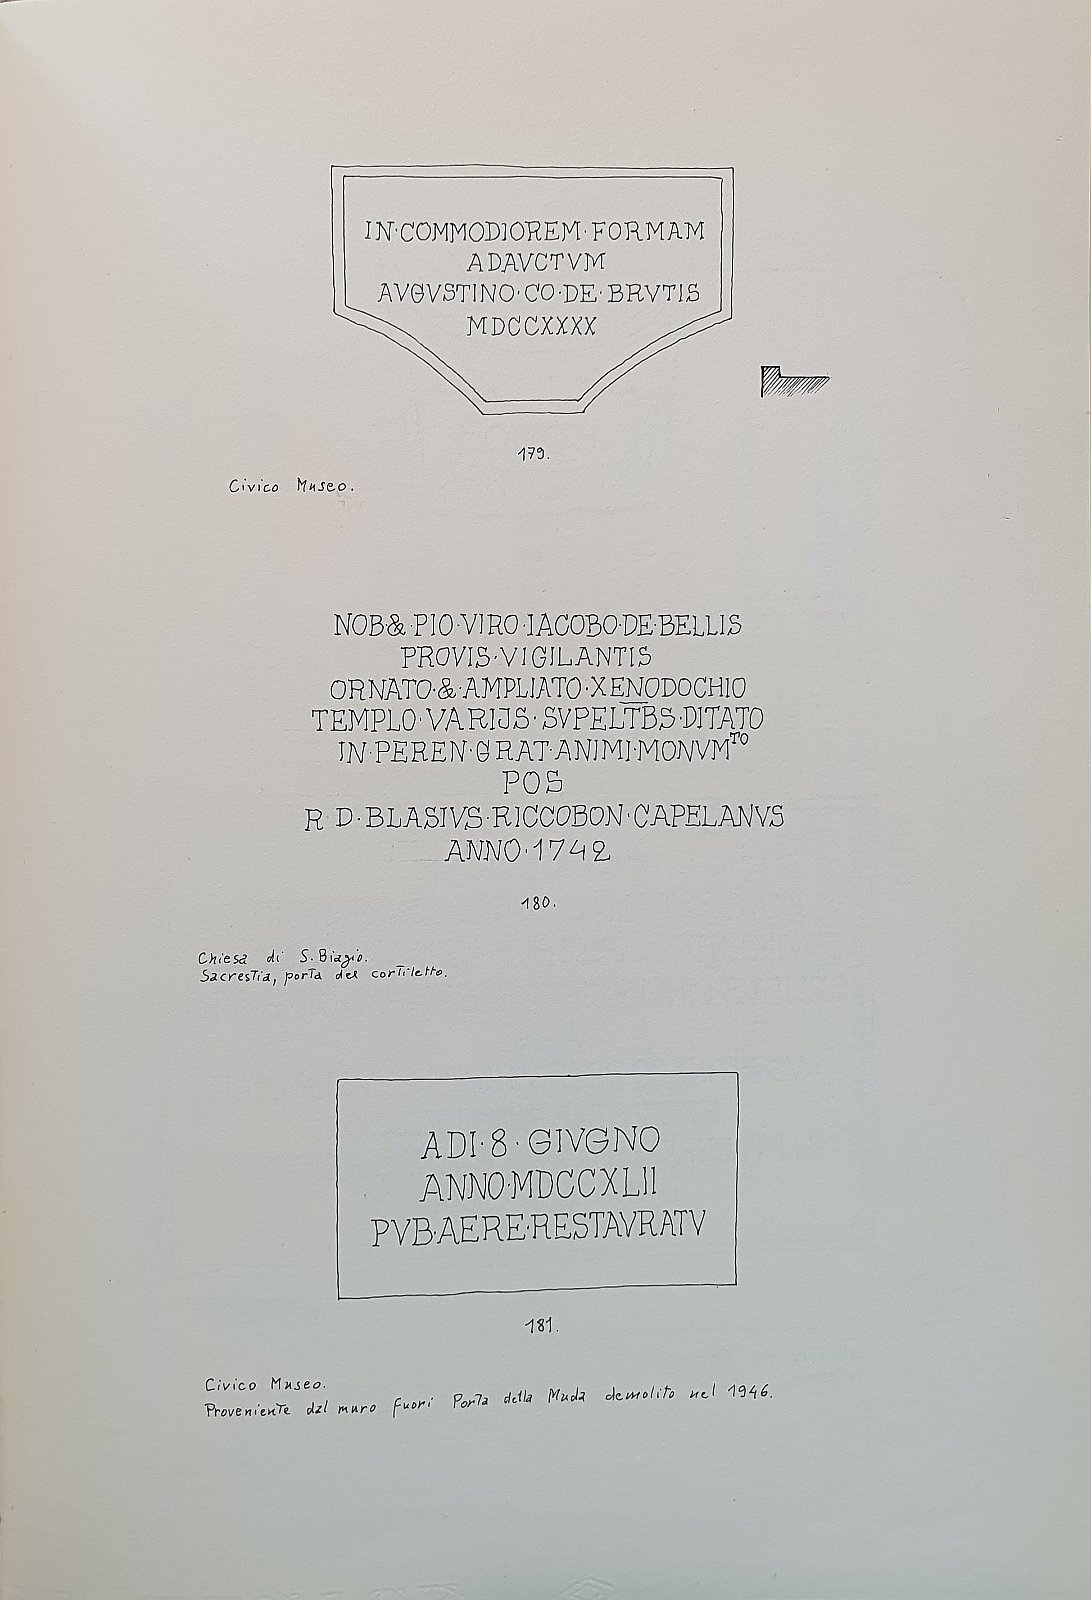 IN·COMMODIOREM·FORMAM
ADAVCTVM
AVGVSTINO·CO·DE·BRVTIS
MDCCXXXX
179.
Civico Museo.
NOB&·PIO·VIRO·IACOBO·DE·BELLIS
PROVIS·VIGILANTIS
ORNATO·&·AMPLIATO·XENODOCHIO
TEMPLO·VARIJS·SVPELTBS·DITATO
IN·PEREN·GRAT·ANIMI·MONVMTO
POS
R D·BLASIVS·RICCOBON·CAPELANVS
ANNO·1742
180.
Chiesa di S. Biagio.
Sacrestia, porta del cortiletto.
ADI·8·GIVGNO
ANNO·MDCCXLII
PVB·AERE·RESTAVRATV
181.
Civico Museo.
Proveniente dal muro fuori Porta della Muda demolito nel 1946.